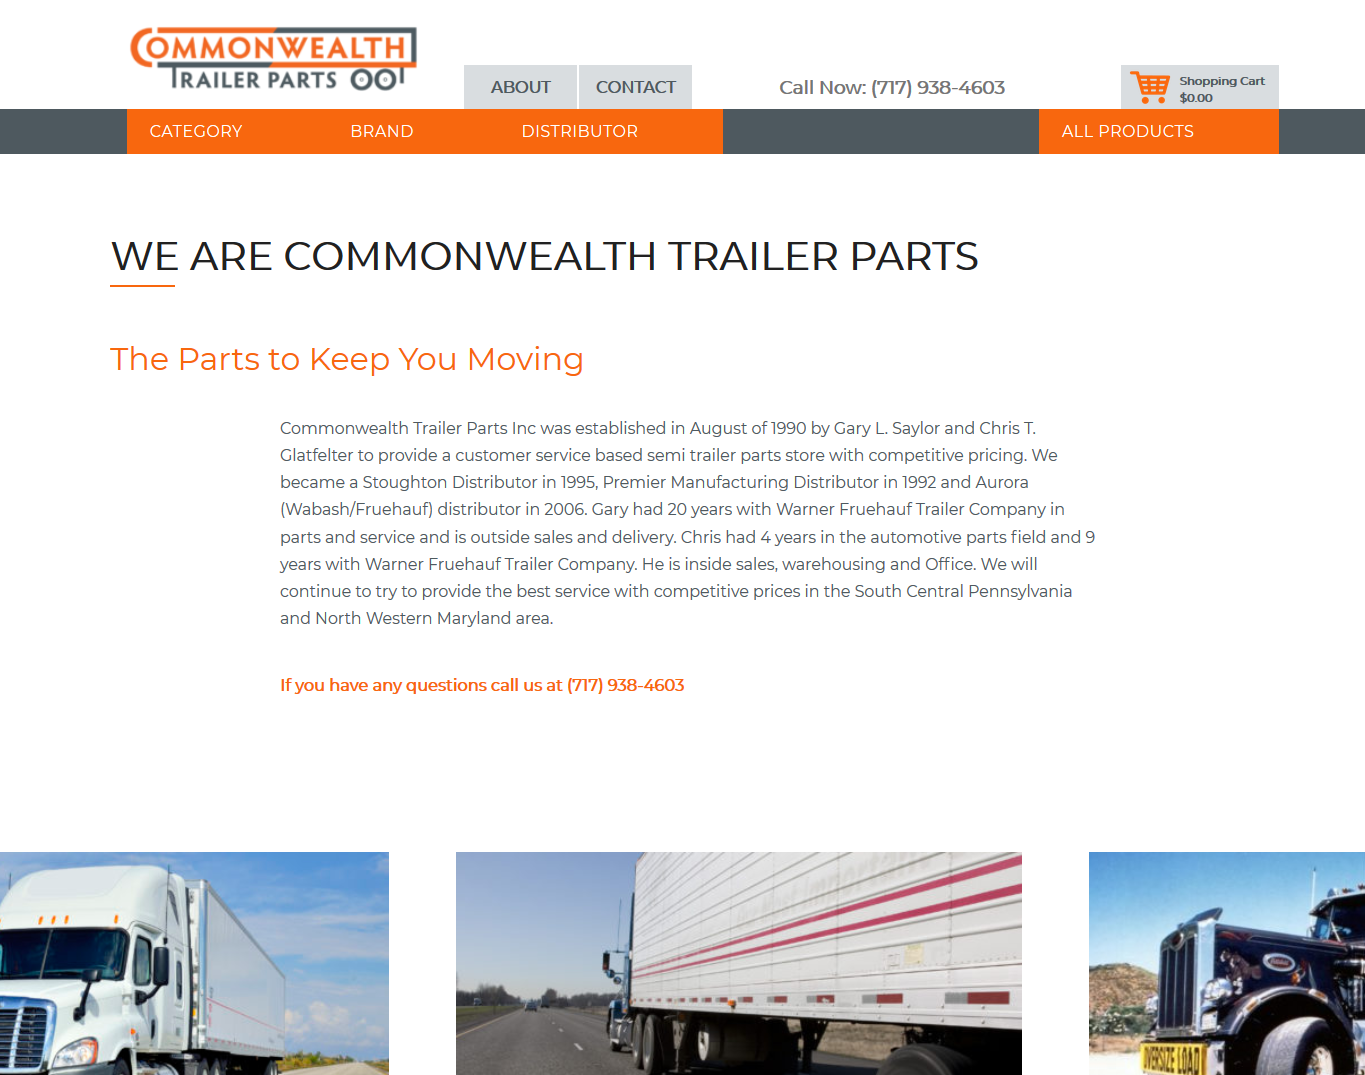 COMMONWEALTH
TRAILER PARTS
ABOUT
CONTACT
Call Now: (717) 938-4603
Shopping Cart
$0.00
CATEGORY
BRAND
DISTRIBUTOR
ALL PRODUCTS
WE ARE COMMONWEALTH TRAILER PARTS
The Parts to Keep You Moving
Commonwealth Trailer Parts Inc was established in August of 1990 by Gary L. Saylor and Chris T.
Glatfelter to provide a customer service based semi trailer parts store with competitive pricing. We
became a Stoughton Distributor in 1995, Premier Manufacturing Distributor in 1992 and Aurora
(Wabash/Fruehauf) distributor in 2006. Gary had 20 years with Warner Fruehauf Trailer Company in
parts and service and is outside sales and delivery. Chris had 4 years in the automotive parts field and 9
years with Warner Fruehauf Trailer Company. He is inside sales, warehousing and Office. We will
continue to try to provide the best service with competitive prices in the South Central Pennsylvania
and North Western Maryland area.
If you have any questions call us at (717) 938-4603
OVERSIZE LOAD